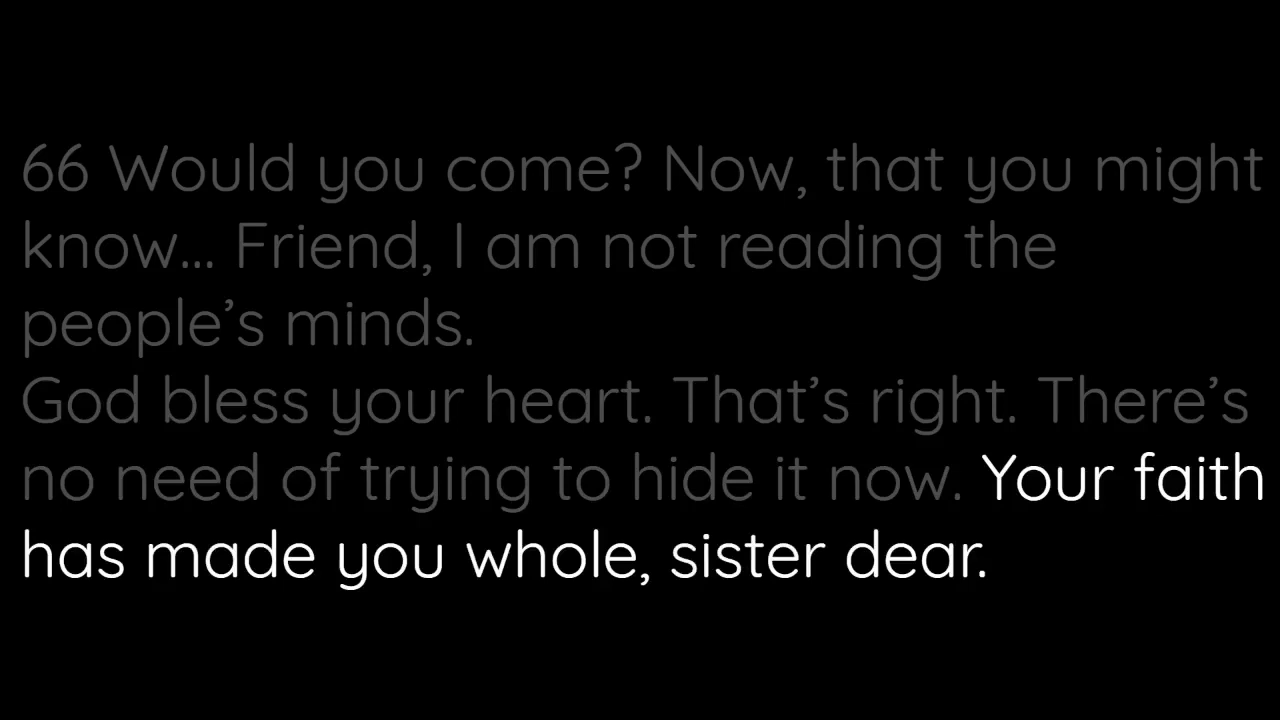 66 Would you come? Now, that you might
know... Friend, I am not reading the
people’s minds.
God bless your heart. That’s right. There’s
no need of trying to hide it now. Your faith
has made you whole, sister dear.